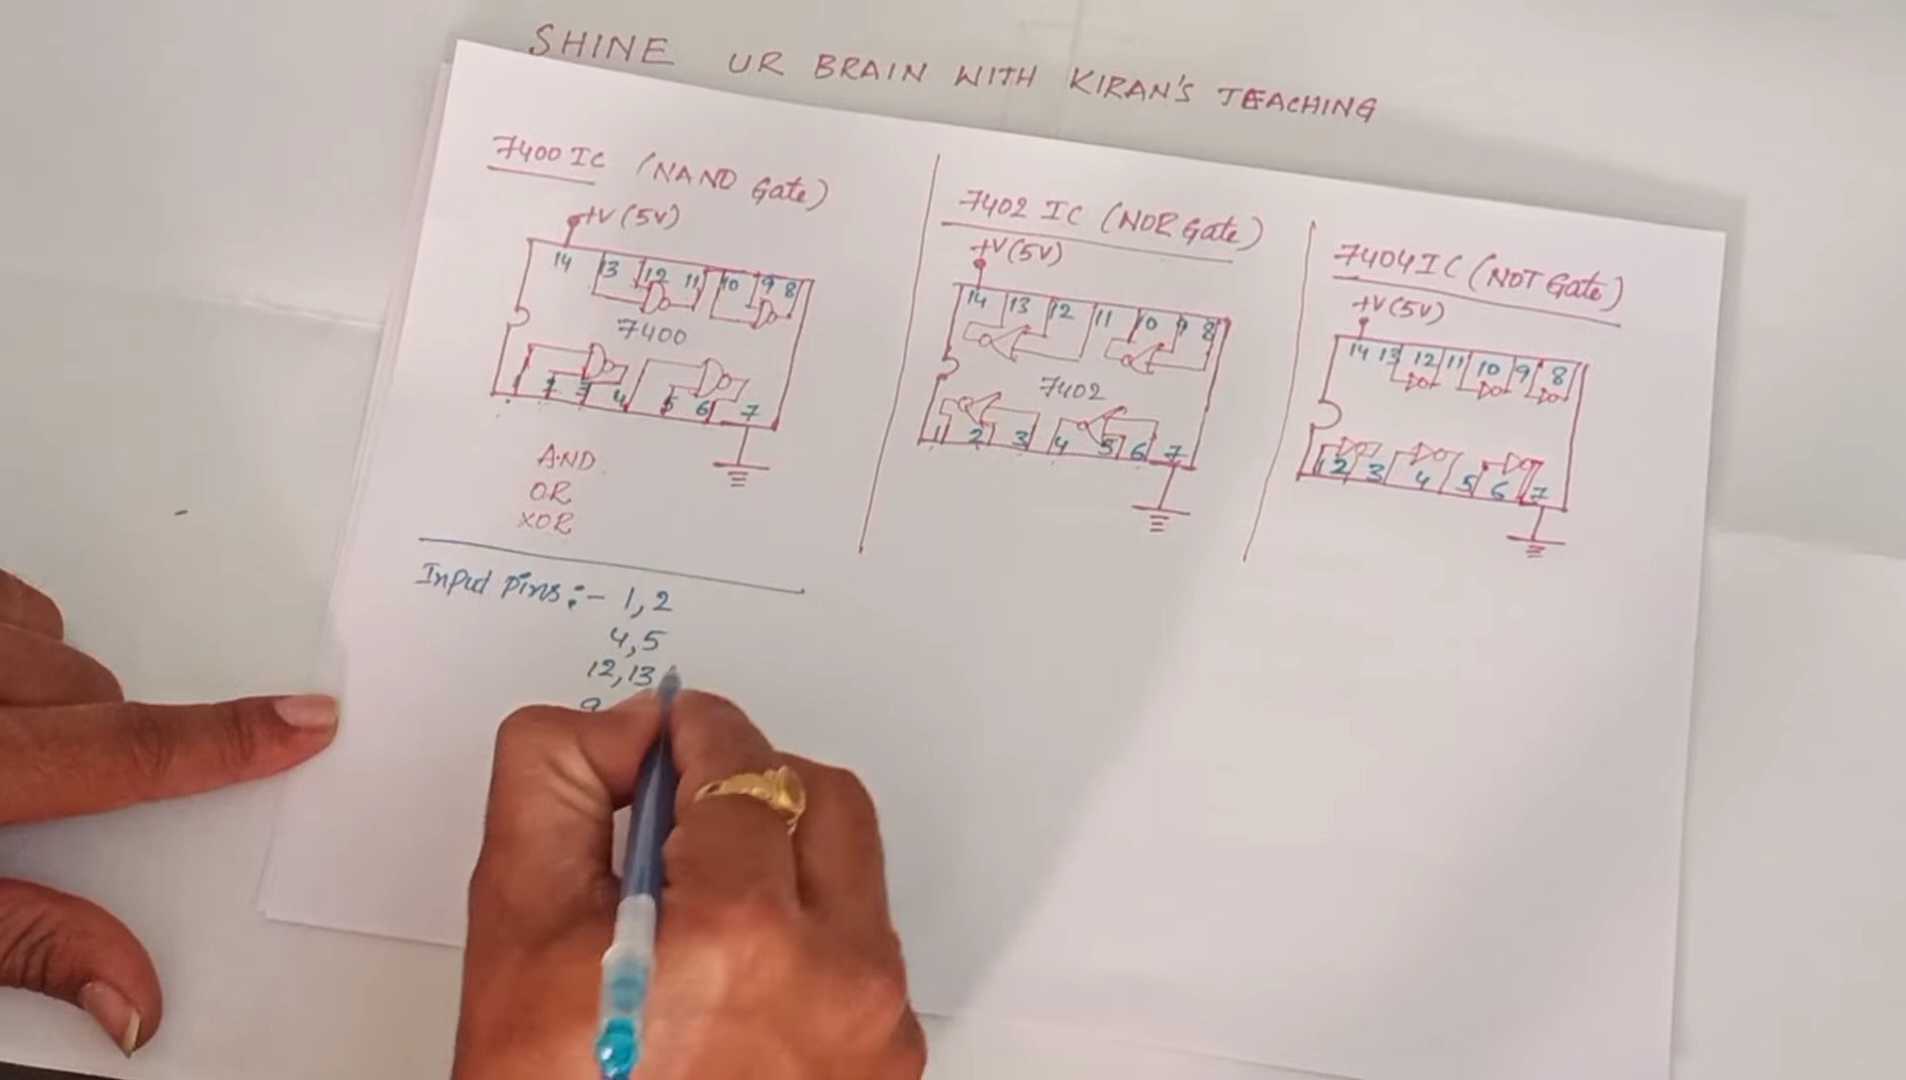 SHINE UR BRAIN WITH KIRAN'S TEACHING
7400 IC (NAND Gate)
+V (5V)
14 13 12 11 10 9 8
7400
1 2 3 4 5 6 7
AND
OR
XOR
Input pins:- 1, 2
4, 5
12, 13
9
7402 IC (NOR Gate)
+V (5V)
14 13 12 11 10 9 8
7402
1 2 3 4 5 6 7
7404 IC (NOT Gate)
+V (5V)
14 13 12 11 10 9 8
1 2 3 4 5 6 7